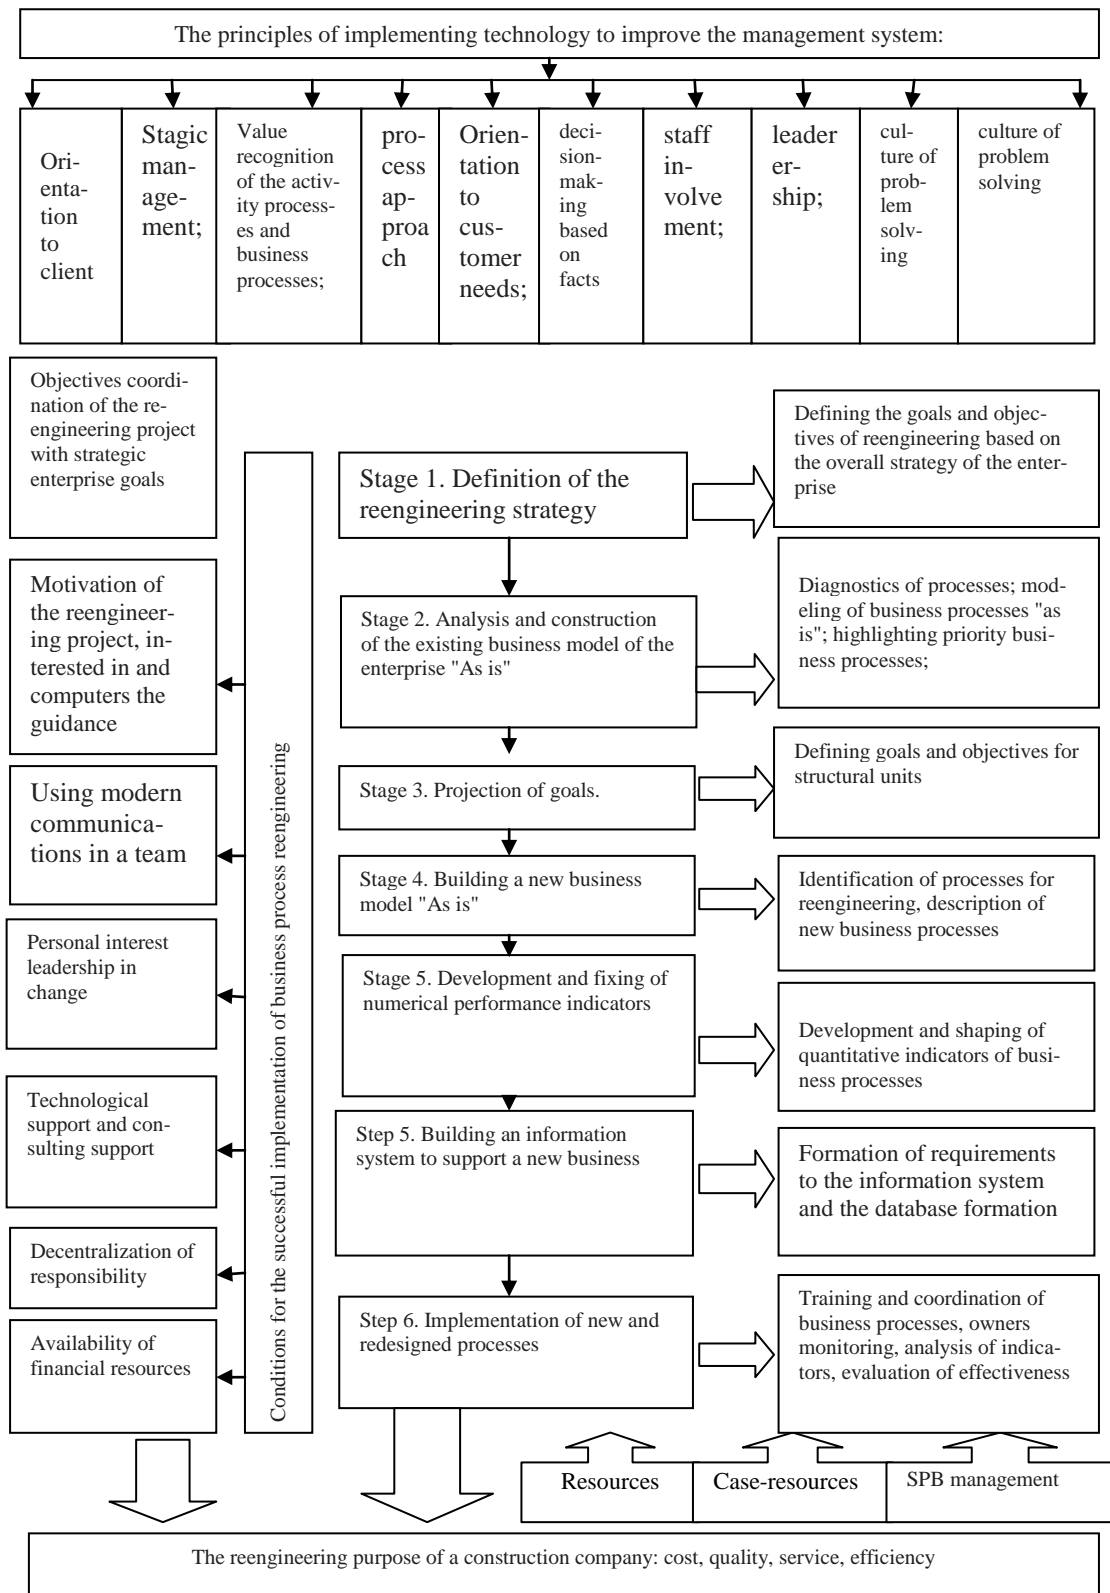 The principles of implementing technology to improve the management system:
Ori-
enta-
tion
to
client
Stagic
man-
age-
ment;
Value
recognition
of the activ-
ity process-
es and
business
processes;
pro-
cess
ap-
proa
ch
Orien-
tation
to
cus-
tomer
needs;
deci-
sion-
mak-
ing
based
on
facts
staff
in-
volve
ment;
leader
er-
ship;
cul-
ture of
prob-
lem
solv-
ing
culture of
problem
solving
Objectives coordi-
nation of the re-
engineering project
with strategic
enterprise goals
Motivation of
the reengineer-
ing project, in-
terested in and
computers the
guidance
Using modern
communica-
tions in a team
Personal interest
leadership in
change
Technological
support and con-
sulting support
Decentralization of
responsibility
Availability of
financial resources
Conditions for the successful implementation of business process reengineering
Stage 1. Definition of the
reengineering strategy
Stage 2. Analysis and construction
of the existing business model of the
enterprise "As is"
Stage 3. Projection of goals.
Stage 4. Building a new business
model "As is"
Stage 5. Development and fixing of
numerical performance indicators
Step 5. Building an information
system to support a new business
Step 6. Implementation of new and
redesigned processes
Defining the goals and objec-
tives of reengineering based on
the overall strategy of the enter-
prise
Diagnostics of processes; mod-
eling of business processes "as
is"; highlighting priority busi-
ness processes;
Defining goals and objectives for
structural units
Identification of processes for
reengineering, description of
new business processes
Development and shaping of
quantitative indicators of busi-
ness processes
Formation of requirements
to the information system
and the database formation
Training and coordination of
business processes, owners
monitoring, analysis of indica-
tors, evaluation of effectiveness
Resources
Case-resources
SPB management
The reengineering purpose of a construction company: cost, quality, service, efficiency